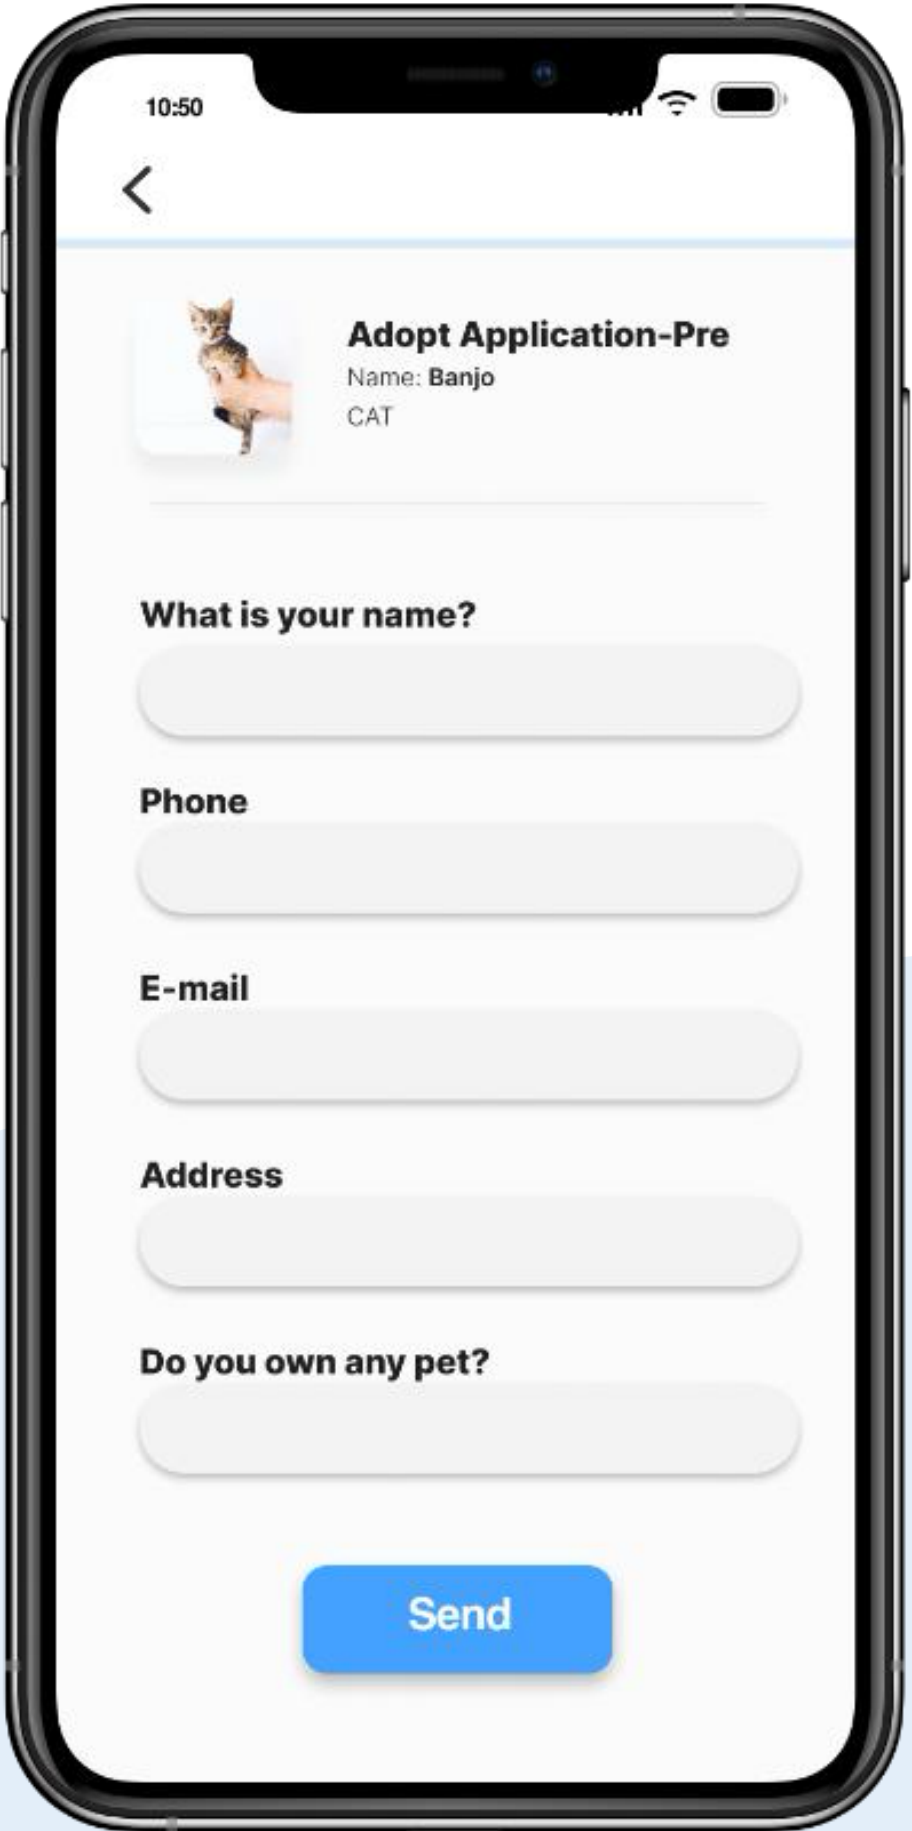 10:50
Adopt Application-Pre
Name: Banjo
CAT
What is your name?
Phone
E-mail
Address
Do you own any pet?
Send